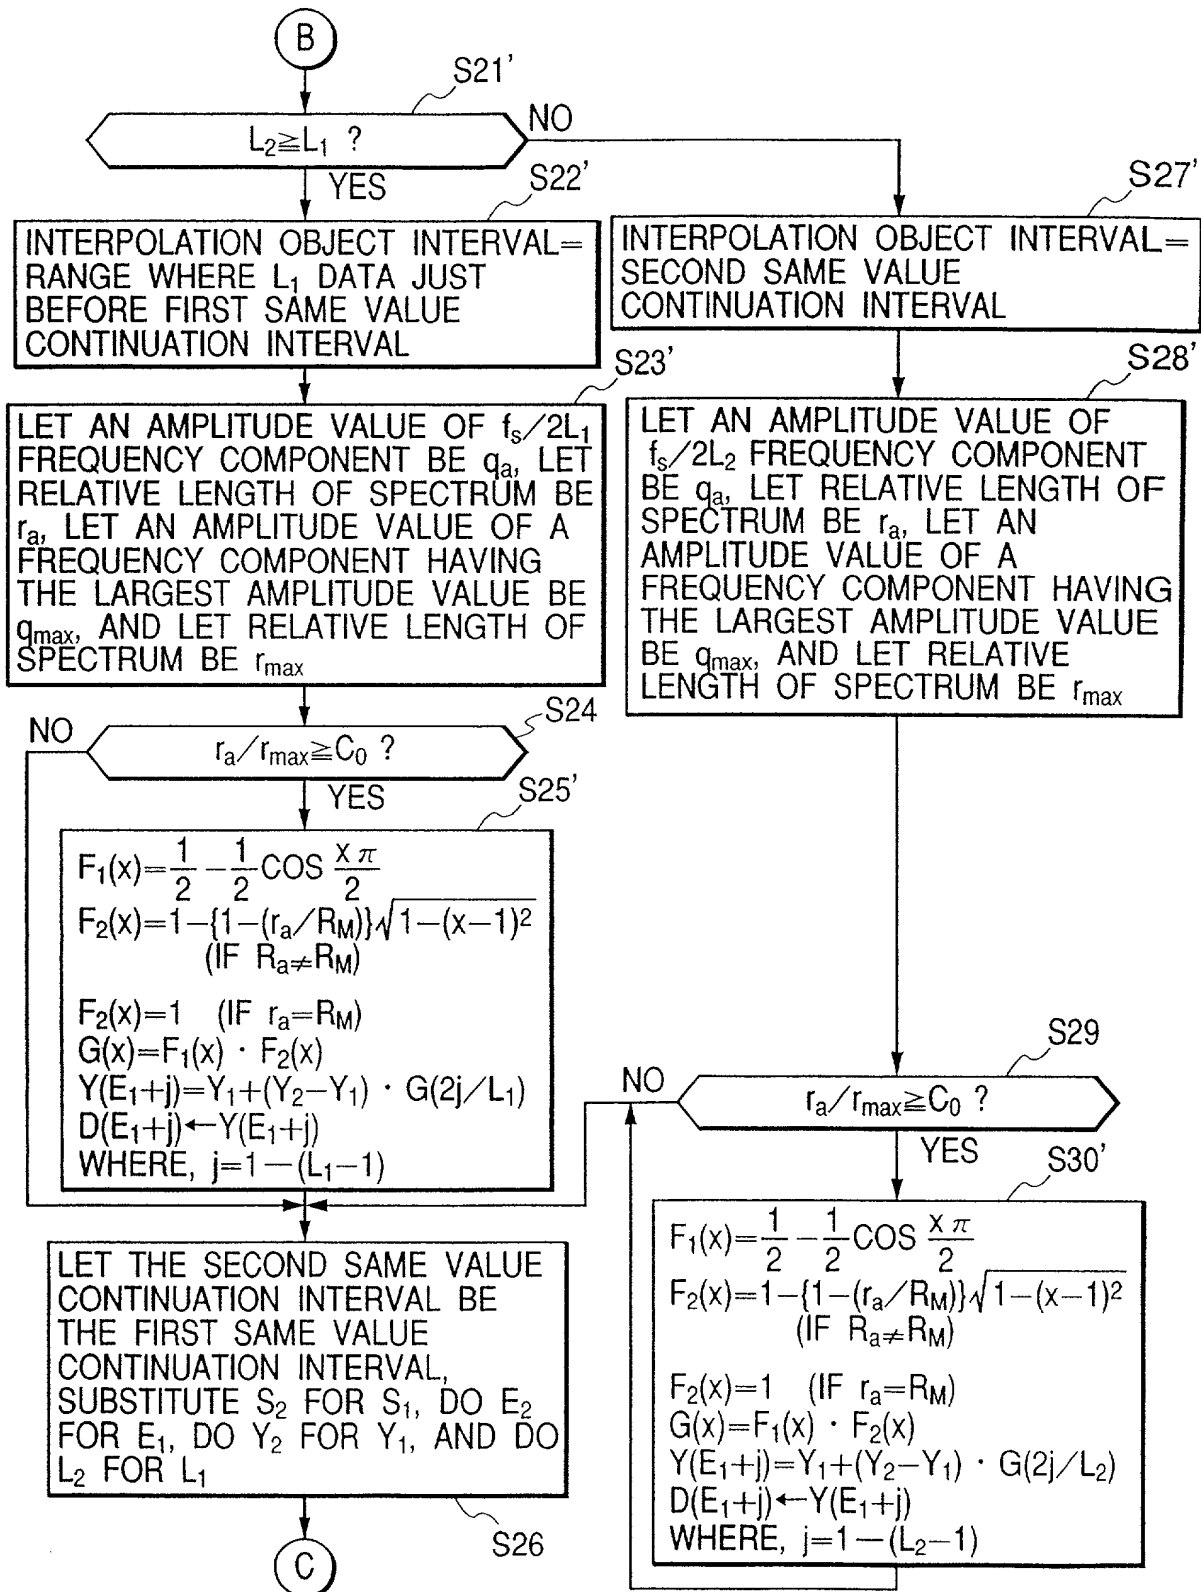 B
S21'
L₂≧L₁ ?
NO
YES
S22'
INTERPOLATION OBJECT INTERVAL=
RANGE WHERE L₁ DATA JUST
BEFORE FIRST SAME VALUE
CONTINUATION INTERVAL
S27'
INTERPOLATION OBJECT INTERVAL=
SECOND SAME VALUE
CONTINUATION INTERVAL
S23'
LET AN AMPLITUDE VALUE OF fₛ/2L₁
FREQUENCY COMPONENT BE qₐ, LET
RELATIVE LENGTH OF SPECTRUM BE
rₐ, LET AN AMPLITUDE VALUE OF A
FREQUENCY COMPONENT HAVING
THE LARGEST AMPLITUDE VALUE BE
qmax, AND LET RELATIVE LENGTH OF
SPECTRUM BE rmax
S28'
LET AN AMPLITUDE VALUE OF
fₛ/2L₂ FREQUENCY COMPONENT
BE qₐ, LET RELATIVE LENGTH OF
SPECTRUM BE rₐ, LET AN
AMPLITUDE VALUE OF A
FREQUENCY COMPONENT HAVING
THE LARGEST AMPLITUDE VALUE
BE qmax, AND LET RELATIVE
LENGTH OF SPECTRUM BE rmax
S24
NO
rₐ/rmax≧C₀ ?
YES
S25'
F₁(x)=1/2 −1/2 COS xπ/2
F₂(x)=1−{1−(rₐ/R_M)}√1−(x−1)²
(IF Rₐ≠R_M)
F₂(x)=1 (IF rₐ=R_M)
G(x)=F₁(x) · F₂(x)
Y(E₁+j)=Y₁+(Y₂−Y₁) · G(2j/L₁)
D(E₁+j)←Y(E₁+j)
WHERE, j=1−(L₁−1)
S29
NO
rₐ/rmax≧C₀ ?
YES
S30'
F₁(x)=1/2 −1/2 COS xπ/2
F₂(x)=1−{1−(rₐ/R_M)}√1−(x−1)²
(IF Rₐ≠R_M)
F₂(x)=1 (IF rₐ=R_M)
G(x)=F₁(x) · F₂(x)
Y(E₁+j)=Y₁+(Y₂−Y₁) · G(2j/L₂)
D(E₁+j)←Y(E₁+j)
WHERE, j=1−(L₂−1)
LET THE SECOND SAME VALUE
CONTINUATION INTERVAL BE
THE FIRST SAME VALUE
CONTINUATION INTERVAL,
SUBSTITUTE S₂ FOR S₁, DO E₂
FOR E₁, DO Y₂ FOR Y₁, AND DO
L₂ FOR L₁
S26
C